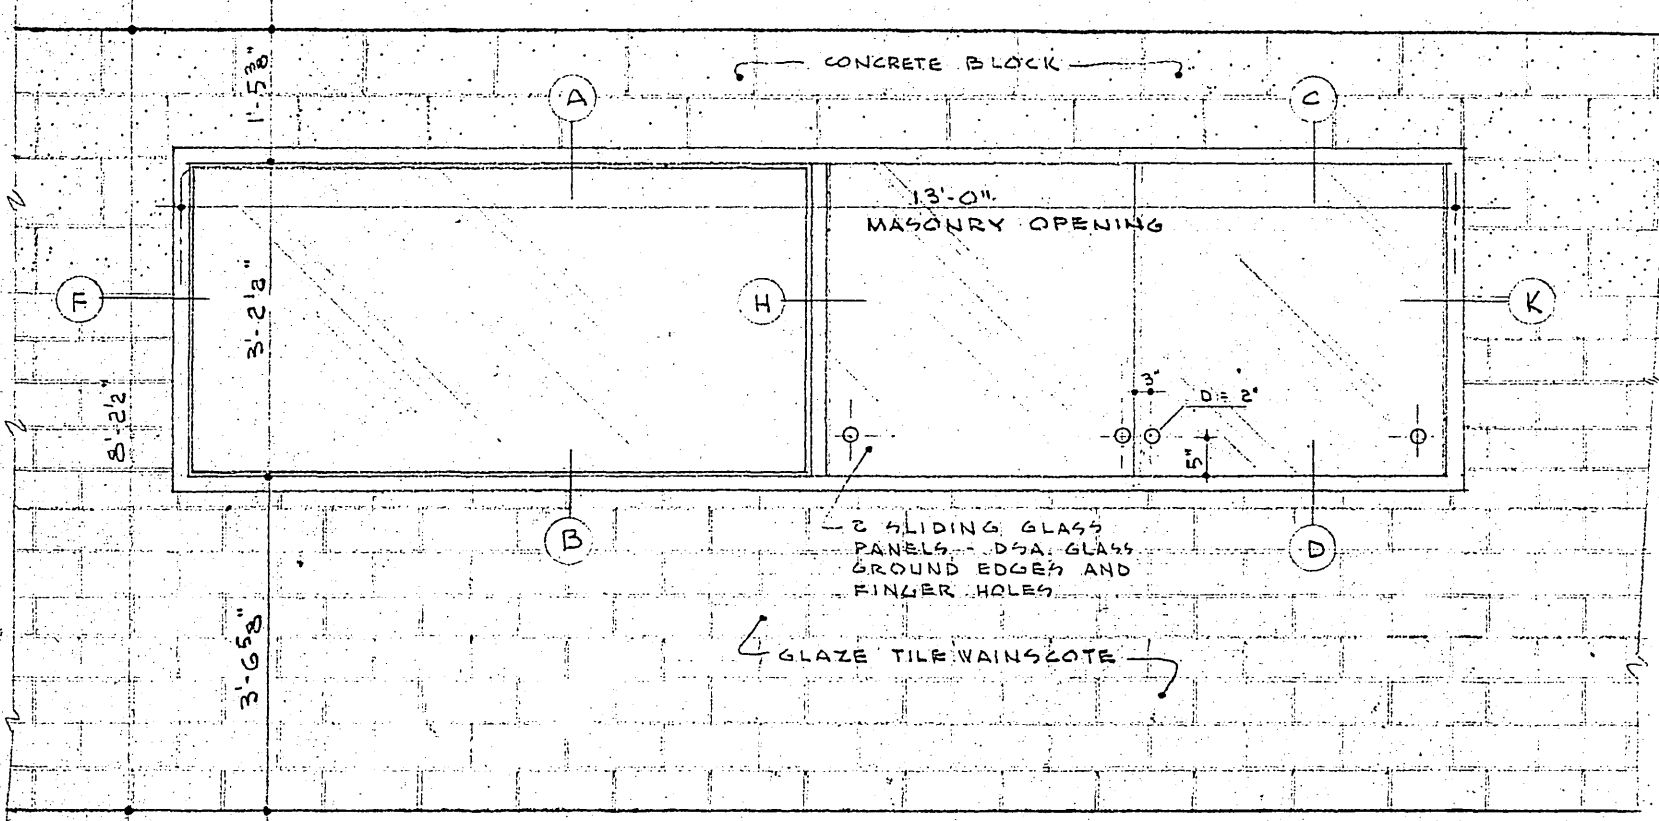 CONCRETE BLOCK
1'-5 3/8"
A
C
13'-0"
MASONRY OPENING
F
3'-2 1/2"
H
K
3"
D = 2"
8'-2 1/2"
5"
B
D
2 SLIDING GLASS
PANELS - DSA. GLASS
GROUND EDGES AND
FINGER HOLES
3'-6 5/8"
GLAZE TILE WAINSCOTE